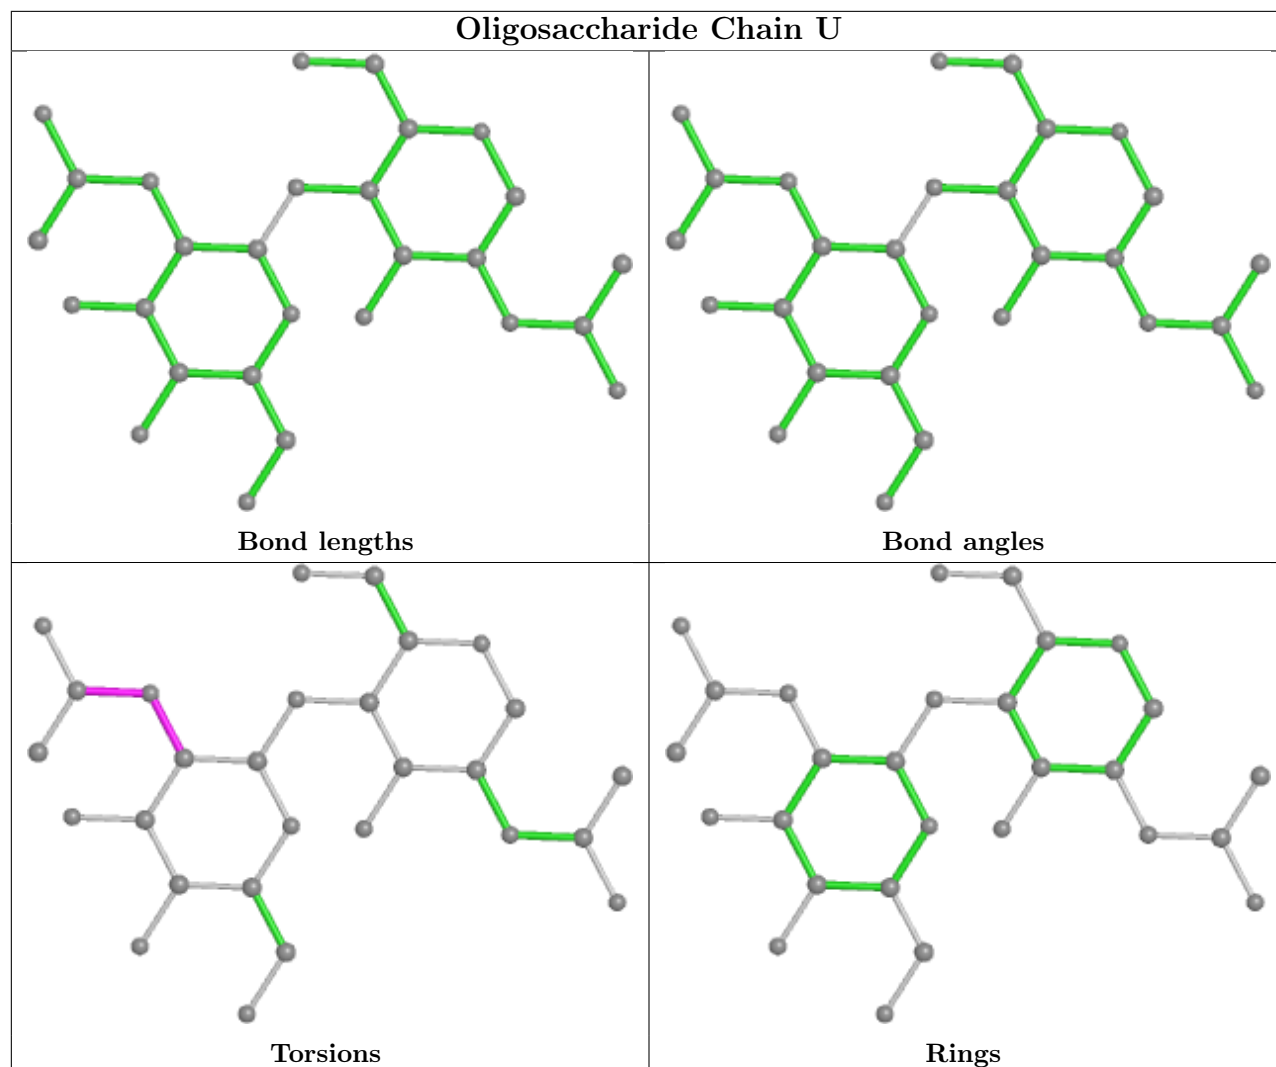 Oligosaccharide Chain U
Bond lengths
Bond angles
Torsions
Rings